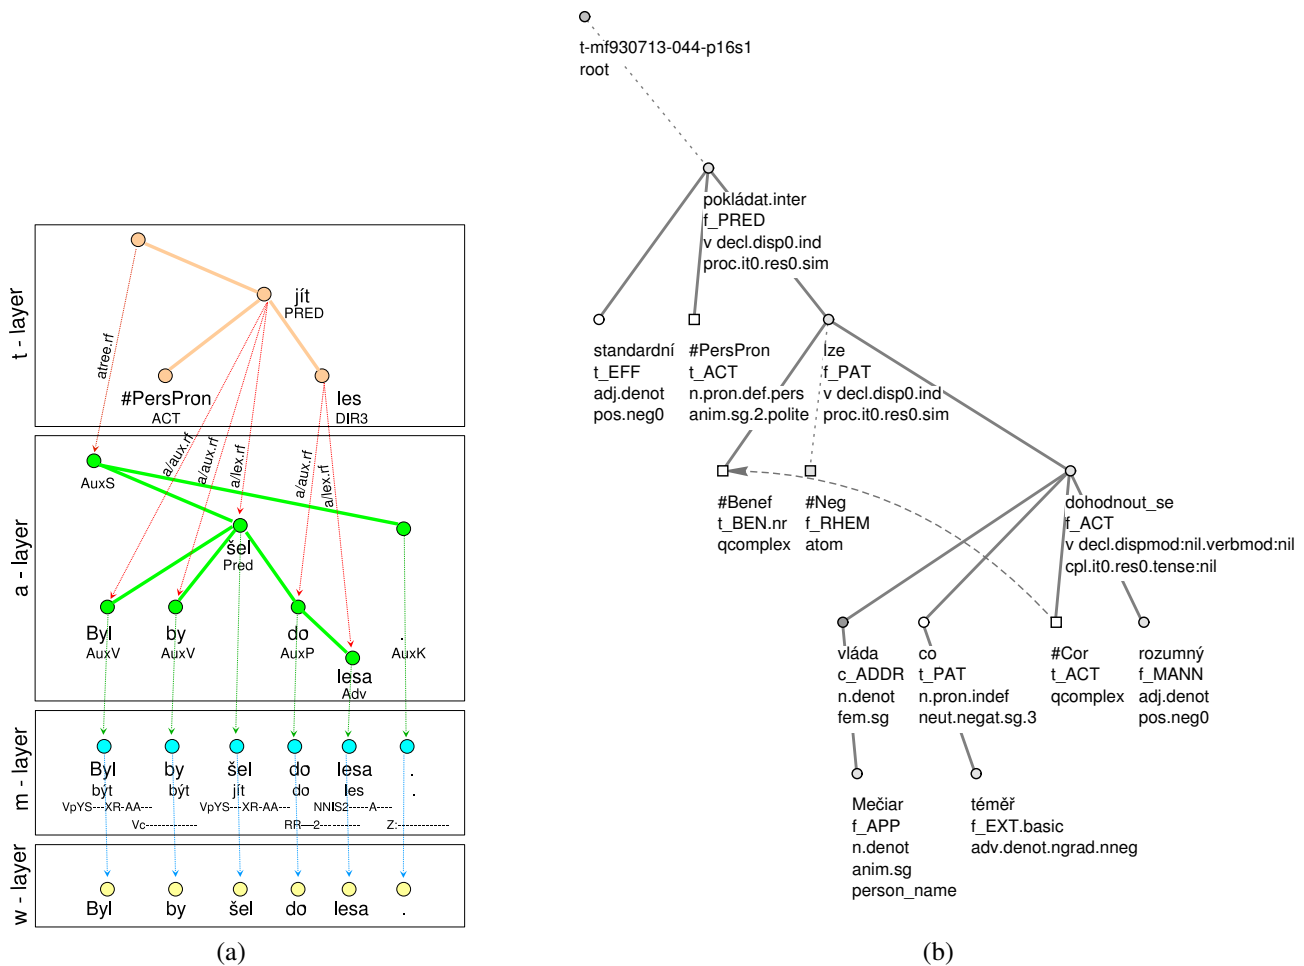 t - layer
atree.rf
jít
PRED
#PersPron
ACT
les
DIR3
a - layer
a/aux.rf
a/aux.rf
a/lex.rf
a/aux.rf
a/lex.rf
AuxS
šel
Pred
Byl
AuxV
by
AuxV
do
AuxP
.
AuxK
lesa
Adv
m - layer
Byl by šel do lesa .
být být jít do les .
VpYS---XR-AA--- VpYS---XR-AA--- NNIS2-----A----
Vc------------- RR—2---------- Z:-------------
w - layer
Byl by šel do lesa .
(a)
t-mf930713-044-p16s1
root
pokládat.inter
f_PRED
v decl.disp0.ind
proc.it0.res0.sim
standardní
t_EFF
adj.denot
pos.neg0
#PersPron
t_ACT
n.pron.def.pers
anim.sg.2.polite
lze
f_PAT
v decl.disp0.ind
proc.it0.res0.sim
#Benef
t_BEN.nr
qcomplex
#Neg
f_RHEM
atom
dohodnout_se
f_ACT
v decl.dispmod:nil.verbmod:nil
cpl.it0.res0.tense:nil
vláda
c_ADDR
n.denot
fem.sg
co
t_PAT
n.pron.indef
neut.negat.sg.3
#Cor
t_ACT
qcomplex
rozumný
f_MANN
adj.denot
pos.neg0
Mečiar
f_APP
n.denot
anim.sg
person_name
téměř
f_EXT.basic
adv.denot.ngrad.nneg
(b)